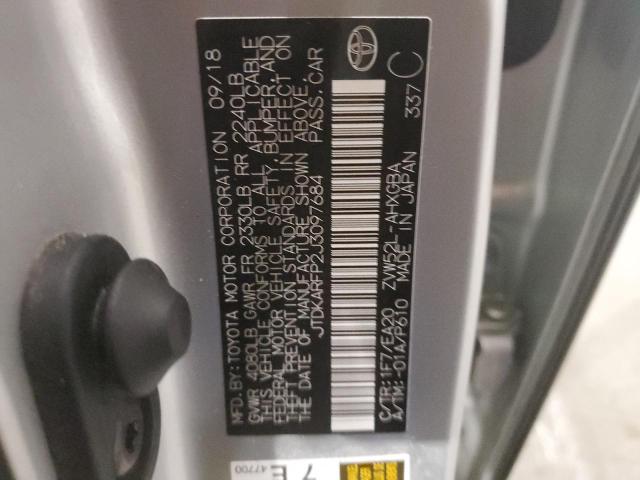 MFD. BY: TOYOTA MOTOR CORPORATION 09/18
GVWR 4080LB GAWR FR 2330LB RR 2240LB
THIS VEHICLE CONFORMS TO ALL APPLICABLE
FEDERAL MOTOR VEHICLE SAFETY, BUMPER, AND
THEFT PREVENTION STANDARDS IN EFFECT ON
THE DATE OF MANUFACTURE SHOWN ABOVE.
JTDKARFP2J3097684 PASS. CAR
C/TR: 1F7/EA20 ZVW52L-AHXGBA
A/TM: -01A/P610 MADE IN JAPAN 337 C
7E
47700